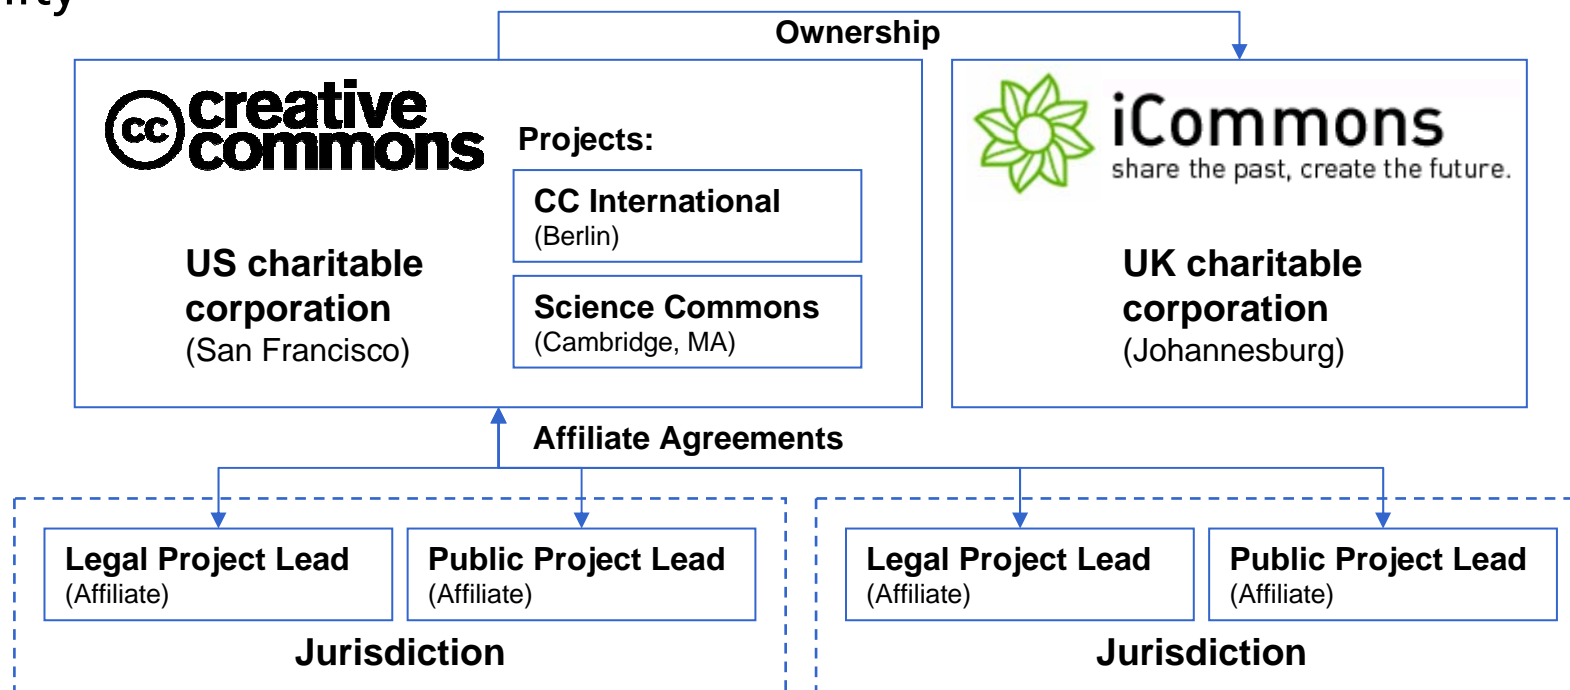 Ownership
cc creative
commons
Projects:
CC International
(Berlin)
Science Commons
(Cambridge, MA)
US charitable
corporation
(San Francisco)
iCommons
share the past, create the future.
UK charitable
corporation
(Johannesburg)
Affiliate Agreements
Legal Project Lead
(Affiliate)
Public Project Lead
(Affiliate)
Jurisdiction
Legal Project Lead
(Affiliate)
Public Project Lead
(Affiliate)
Jurisdiction